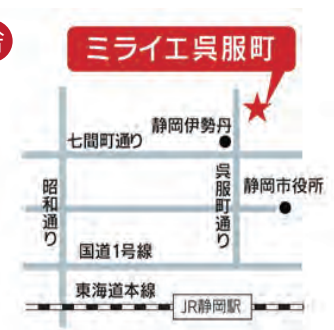 ミライエ呉服町
静岡伊勢丹
七間町通り
昭和通り
呉服町通り
静岡市役所
国道1号線
東海道本線
JR静岡駅